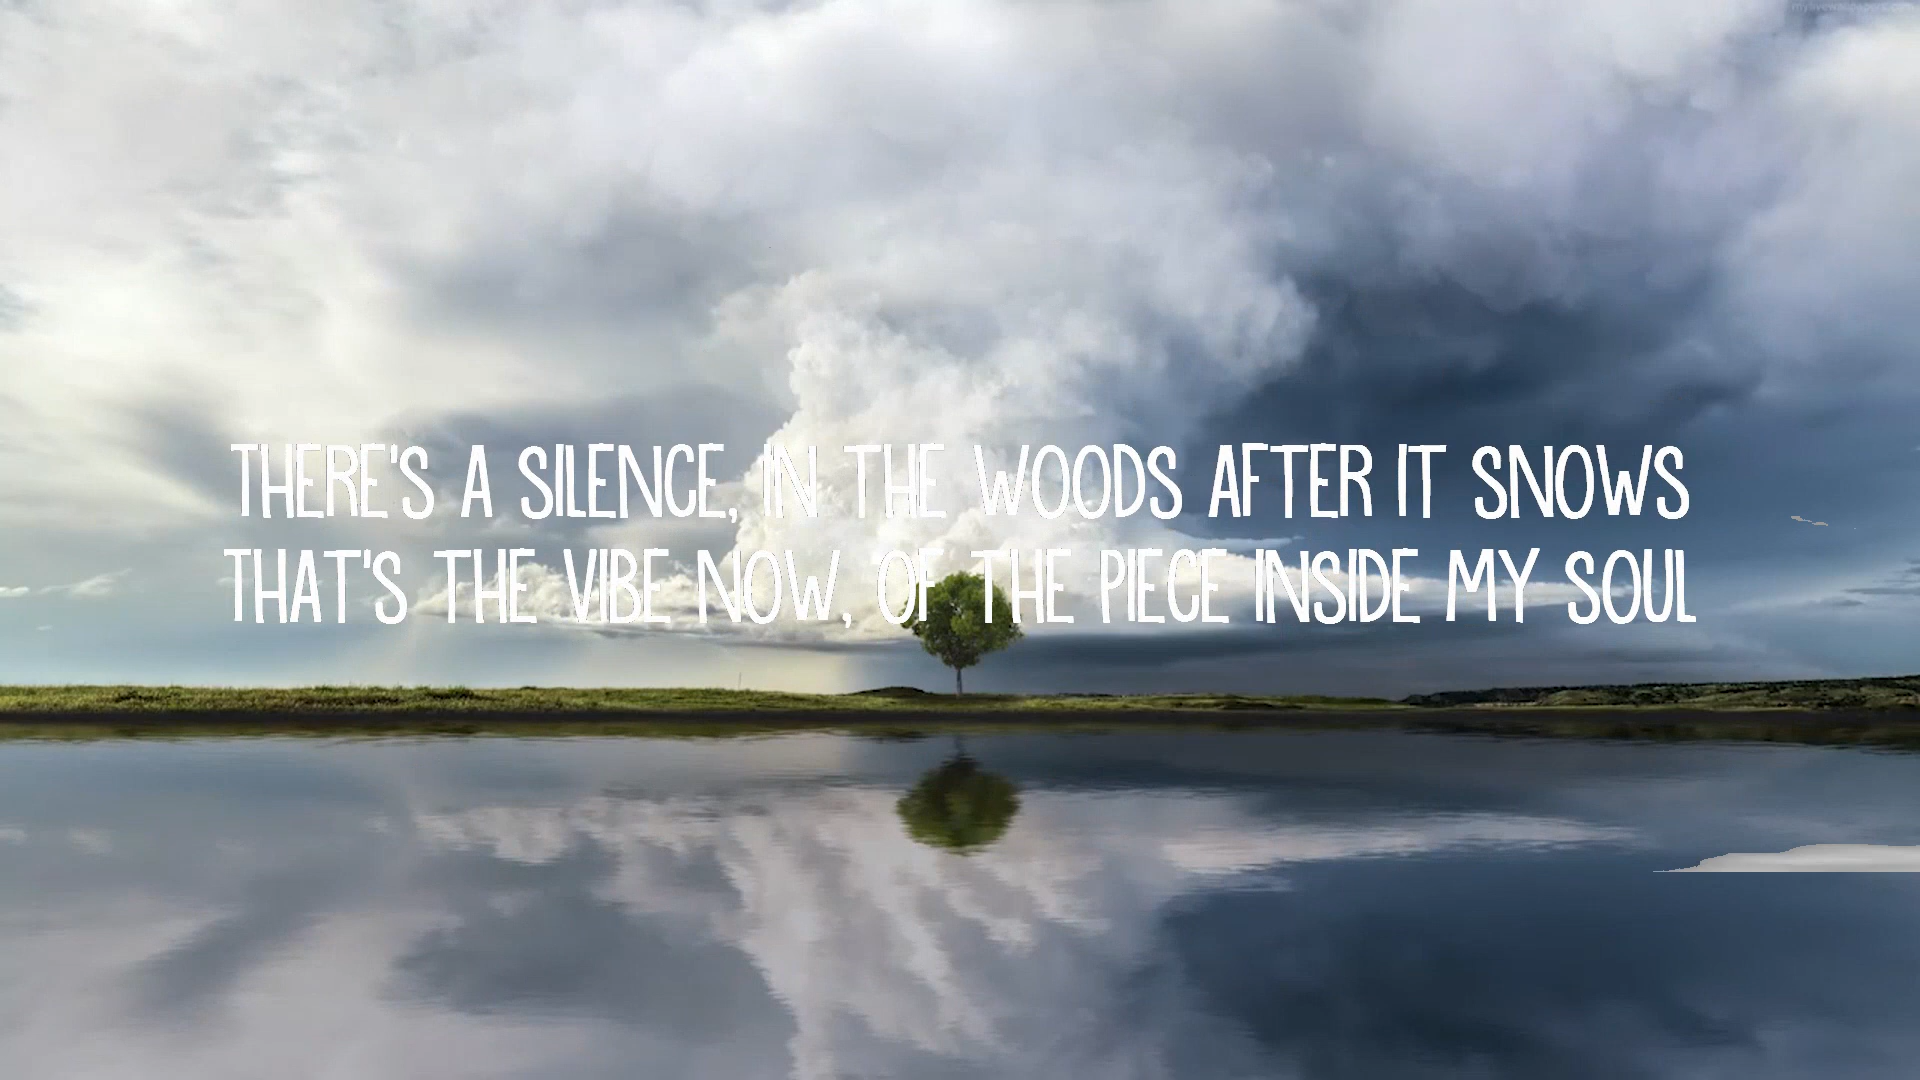 THERE'S A SILENCE, IN THE WOODS AFTER IT SNOWS
THAT'S THE VIBE NOW, OF THE PIECE INSIDE MY SOUL